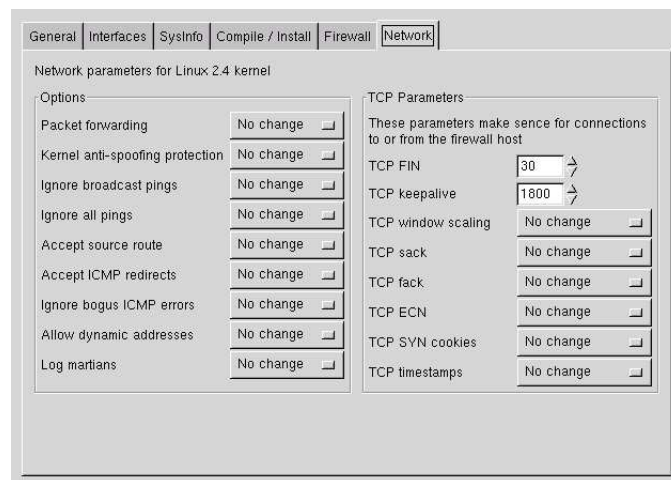 General Interfaces SysInfo Compile / Install Firewall Network
Network parameters for Linux 2.4 kernel
Options
Packet forwarding No change
Kernel anti-spoofing protection No change
Ignore broadcast pings No change
Ignore all pings No change
Accept source route No change
Accept ICMP redirects No change
Ignore bogus ICMP errors No change
Allow dynamic addresses No change
Log martians No change
TCP Parameters
These parameters make sence for connections
to or from the firewall host
TCP FIN 30
TCP keepalive 1800
TCP window scaling No change
TCP sack No change
TCP fack No change
TCP ECN No change
TCP SYN cookies No change
TCP timestamps No change